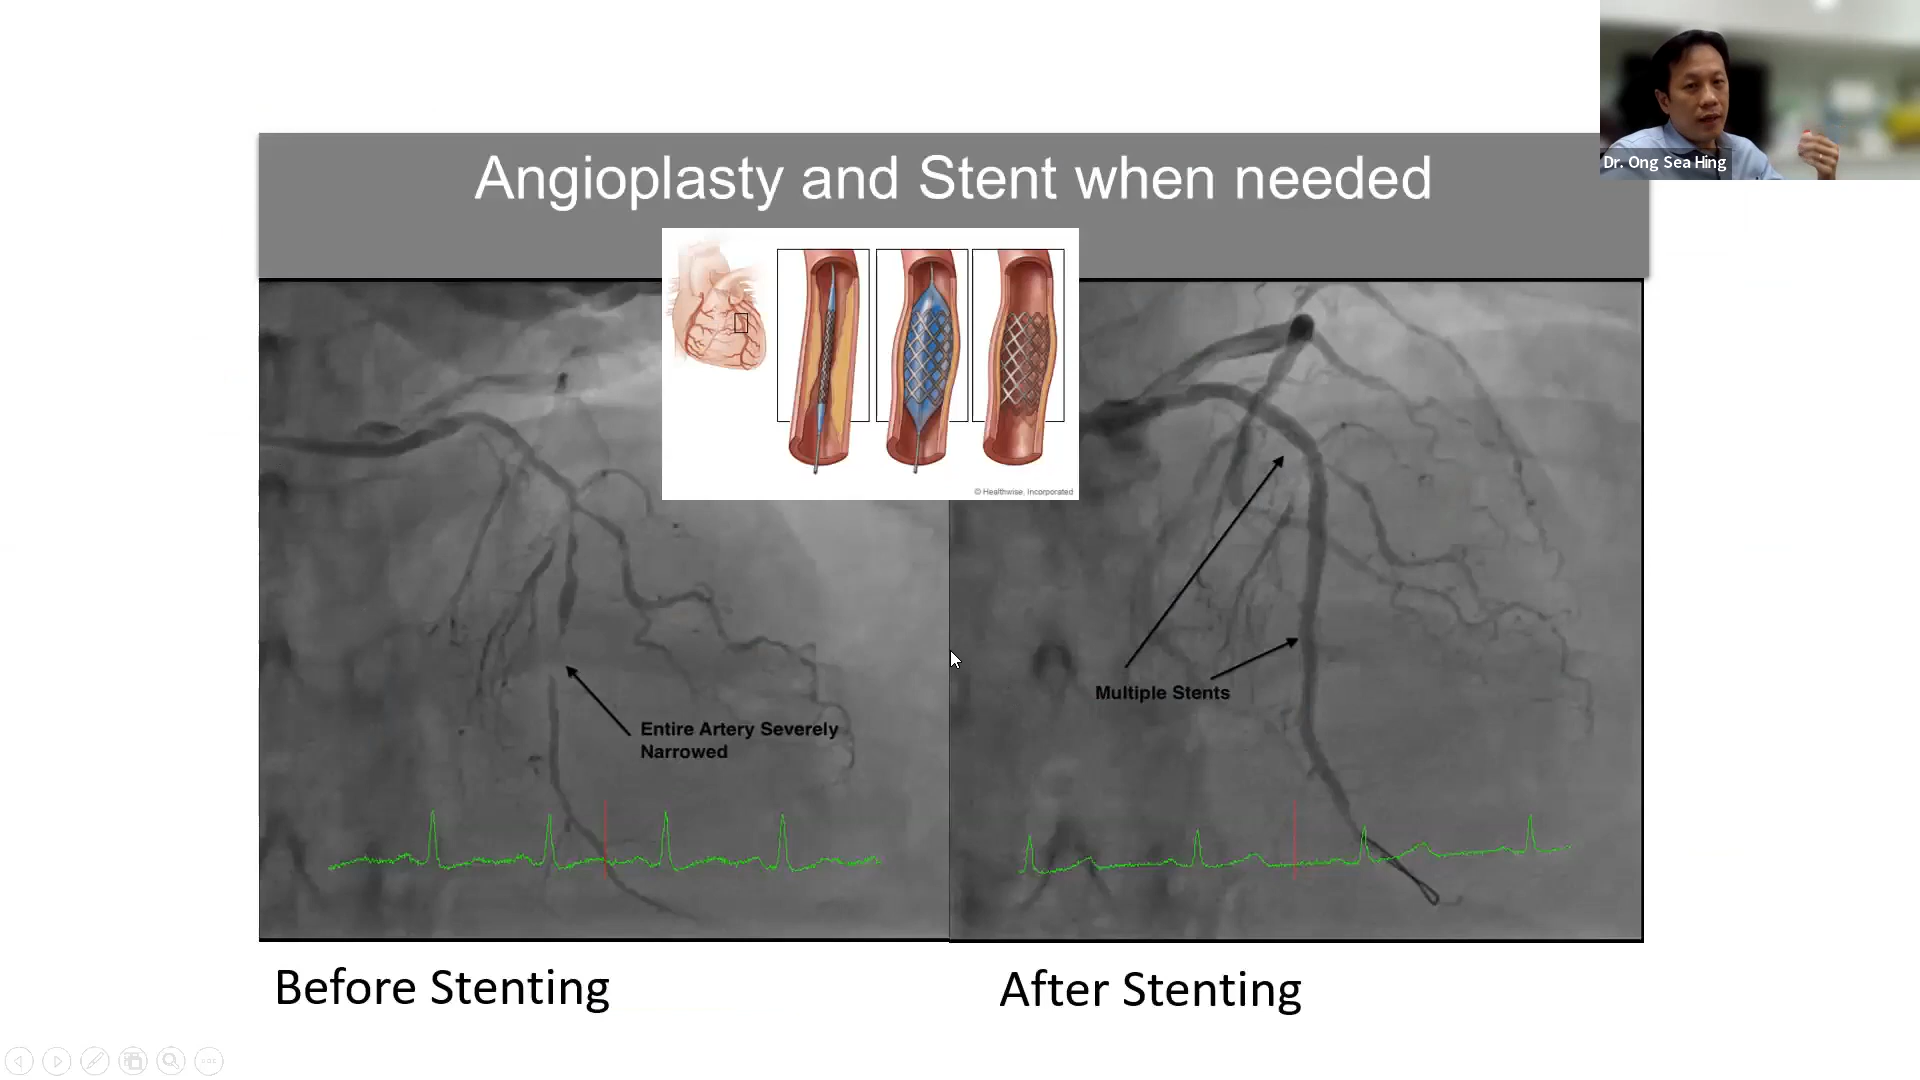 Angioplasty and Stent when needed
Dr. Ong Sea Hing
© Healthwise, Incorporated
Entire Artery Severely
Narrowed
Multiple Stents
Before Stenting
After Stenting